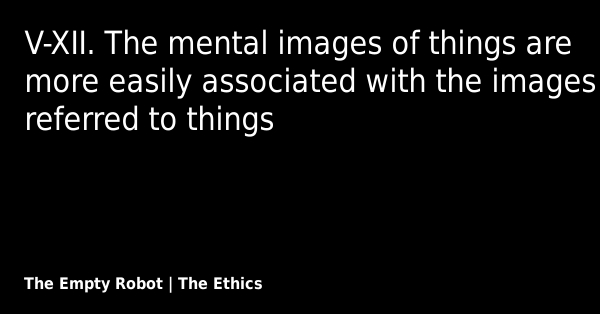 V-XII. The mental images of things are
more easily associated with the images
referred to things
The Empty Robot | The Ethics